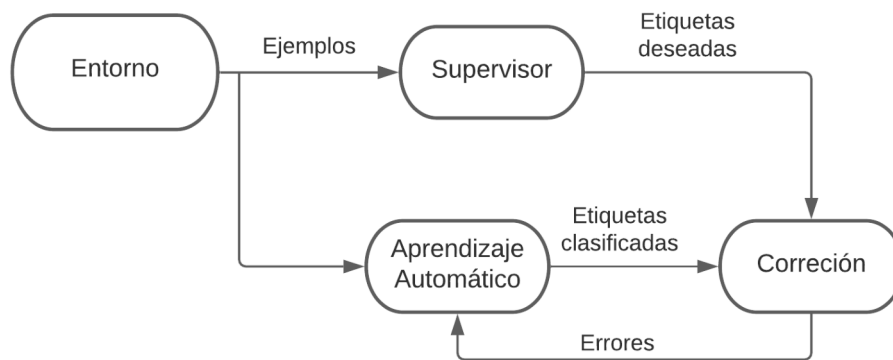 Entorno
Ejemplos
Supervisor
Etiquetas
deseadas
Aprendizaje
Automático
Etiquetas
clasificadas
Correción
Errores